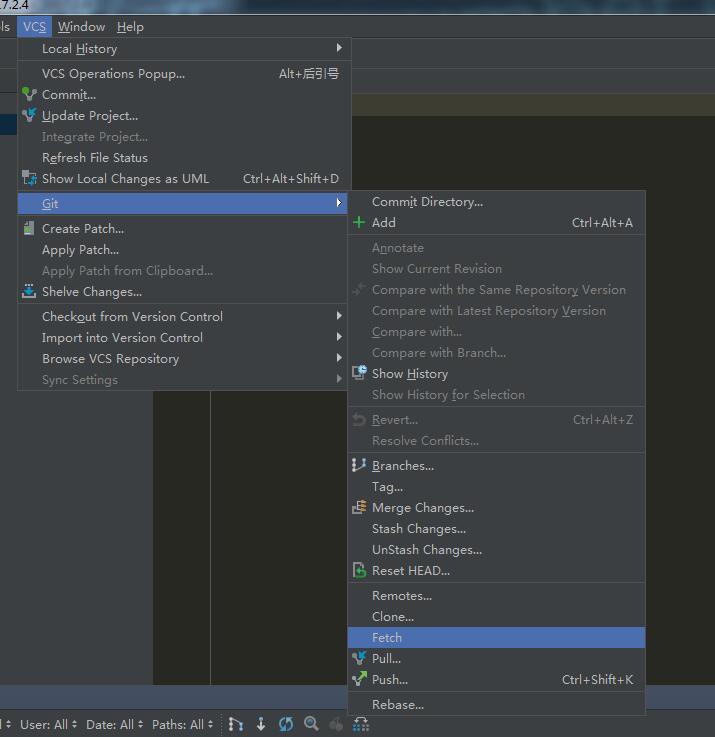 7.2.4
ls VCS Window Help
Local History
VCS Operations Popup... Alt+后引号
Commit...
Update Project...
Integrate Project...
Refresh File Status
Show Local Changes as UML Ctrl+Alt+Shift+D
Git
Create Patch...
Apply Patch...
Apply Patch from Clipboard...
Shelve Changes...
Checkout from Version Control
Import into Version Control
Browse VCS Repository
Sync Settings
Commit Directory...
Add Ctrl+Alt+A
Annotate
Show Current Revision
Compare with the Same Repository Version
Compare with Latest Repository Version
Compare with...
Compare with Branch...
Show History
Show History for Selection
Revert... Ctrl+Alt+Z
Resolve Conflicts...
Branches...
Tag...
Merge Changes...
Stash Changes...
UnStash Changes...
Reset HEAD...
Remotes...
Clone...
Fetch
Pull...
Push... Ctrl+Shift+K
Rebase...
User: All Date: All Paths: All